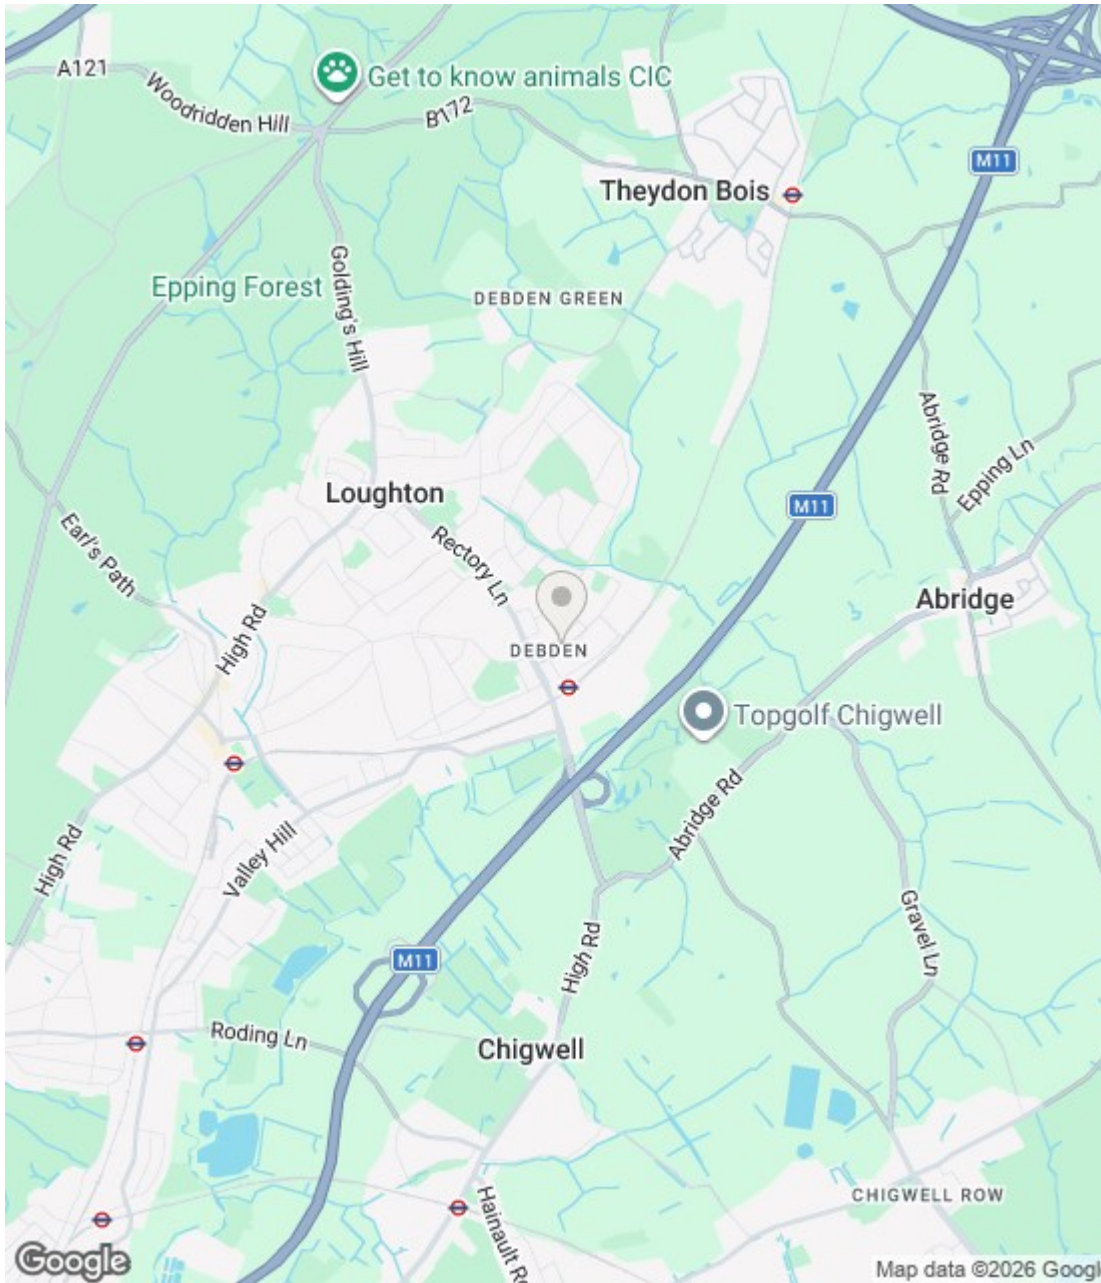 A121
Woodridden Hill
Get to know animals CIC
B172
M11
Theydon Bois
Golding's Hill
Epping Forest
DEBDEN GREEN
Abridge Rd
Epping Ln
Loughton
M11
Earl's Path
Rectory Ln
Abridge
High Rd
DEBDEN
Topgolf Chigwell
Abridge Rd
High Rd
Valley Hill
Gravel Ln
High Rd
M11
Roding Ln
Chigwell
CHIGWELL ROW
Hainault Rd
Google
Map data ©2026 Googl